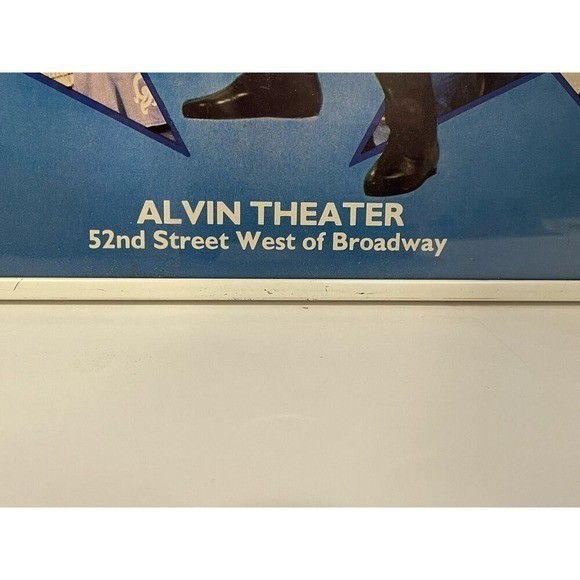 ALVIN THEATER
52nd Street West of Broadway